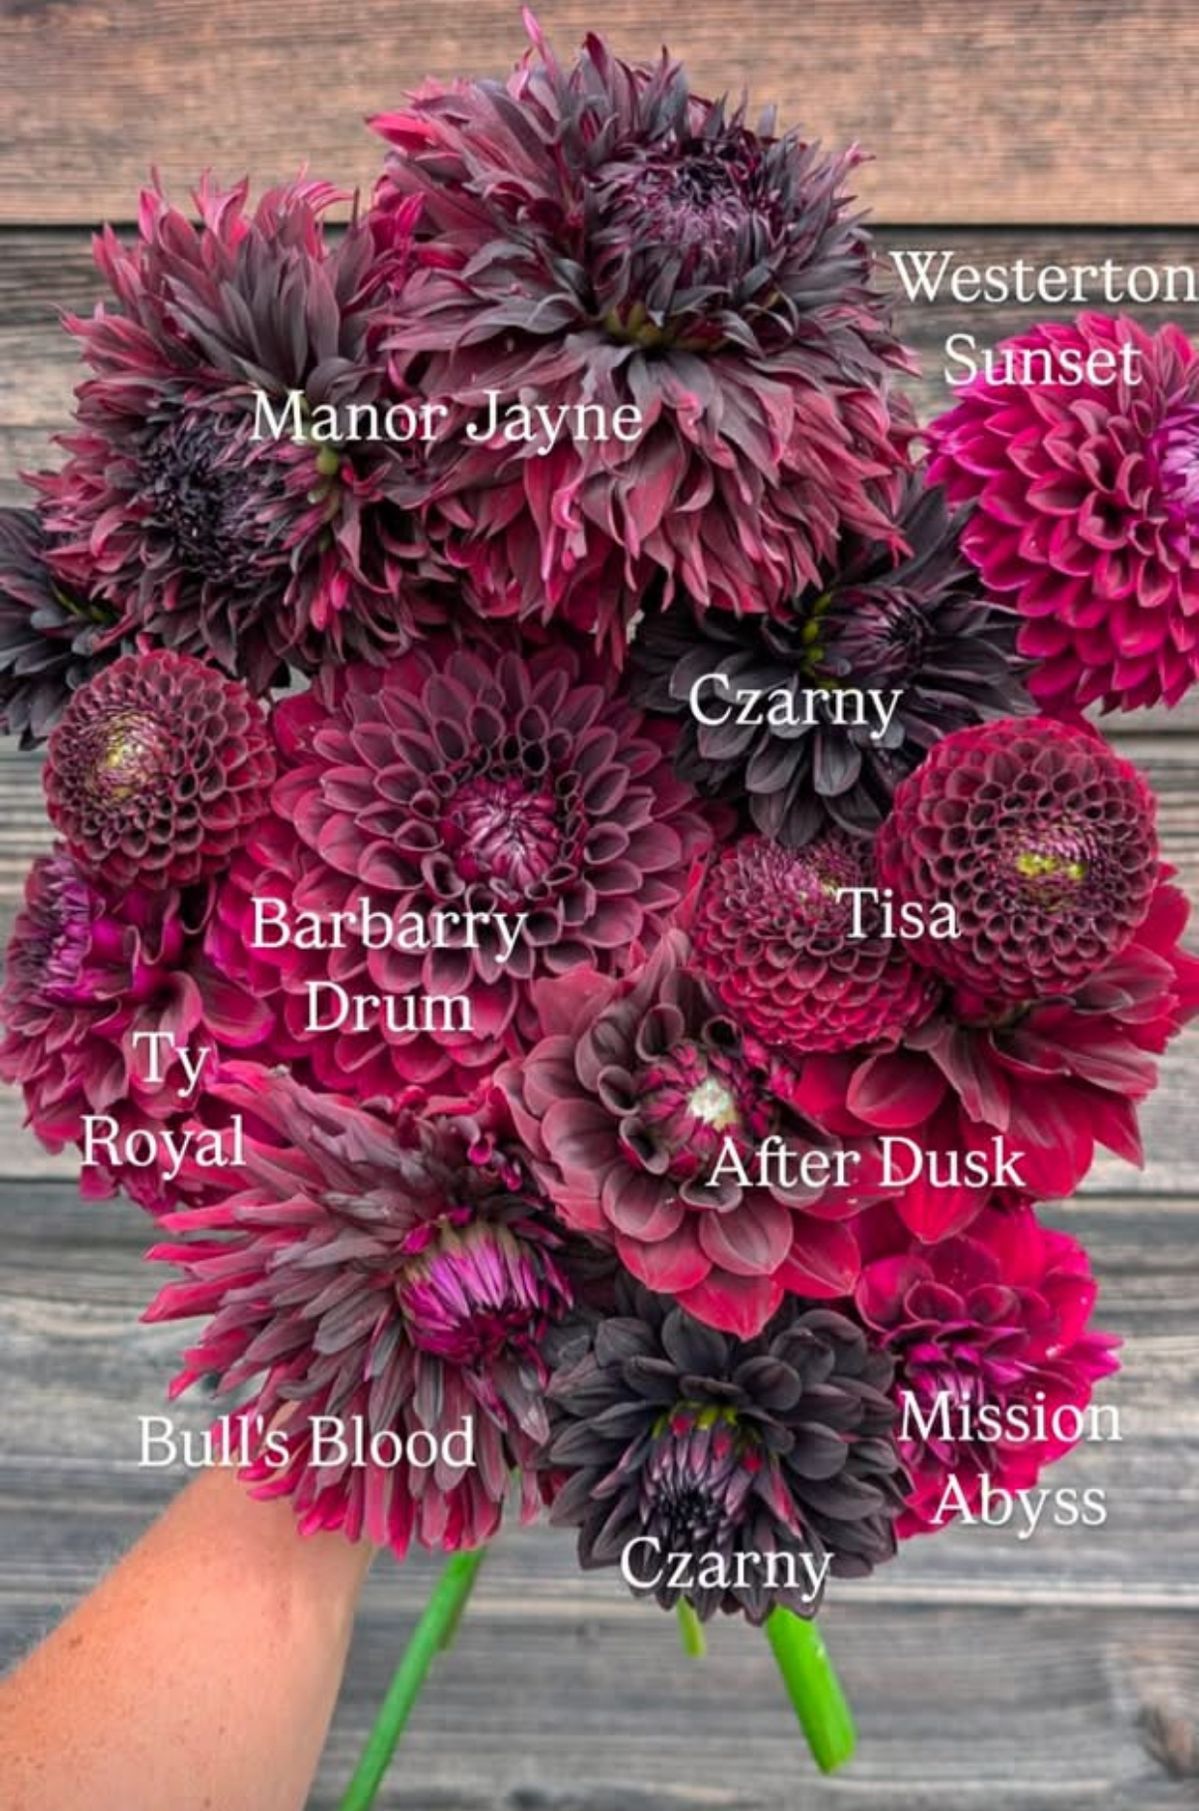 Westerton
Sunset
Manor Jayne
Czarny
Tisa
Barbarry
Drum
Ty
Royal
After Dusk
Bull's Blood
Mission
Abyss
Czarny